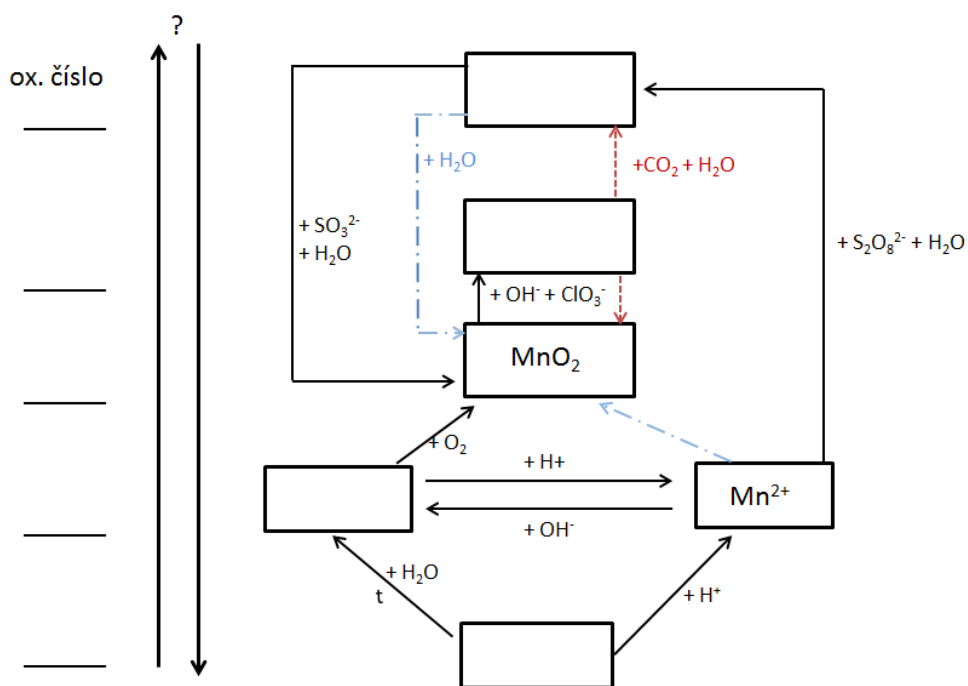 ?
ox. číslo
+ H₂O
+CO₂ + H₂O
+ SO₃²⁻
+ H₂O
+ S₂O₈²⁻ + H₂O
+ OH⁻ + ClO₃⁻
MnO₂
+ O₂
+ H+
Mn²⁺
+ OH⁻
+ H₂O
t
+ H⁺